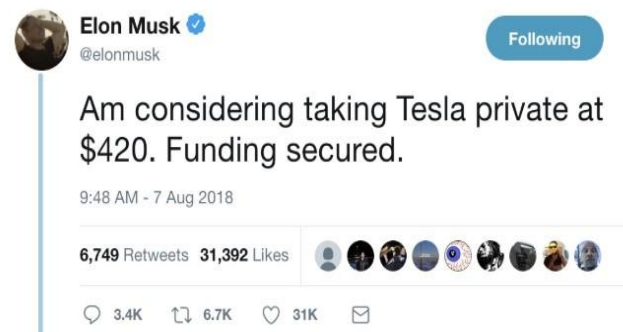 Elon Musk
@elonmusk
Following
Am considering taking Tesla private at
$420. Funding secured.
9:48 AM - 7 Aug 2018
6,749 Retweets 31,392 Likes
3.4K 6.7K 31K